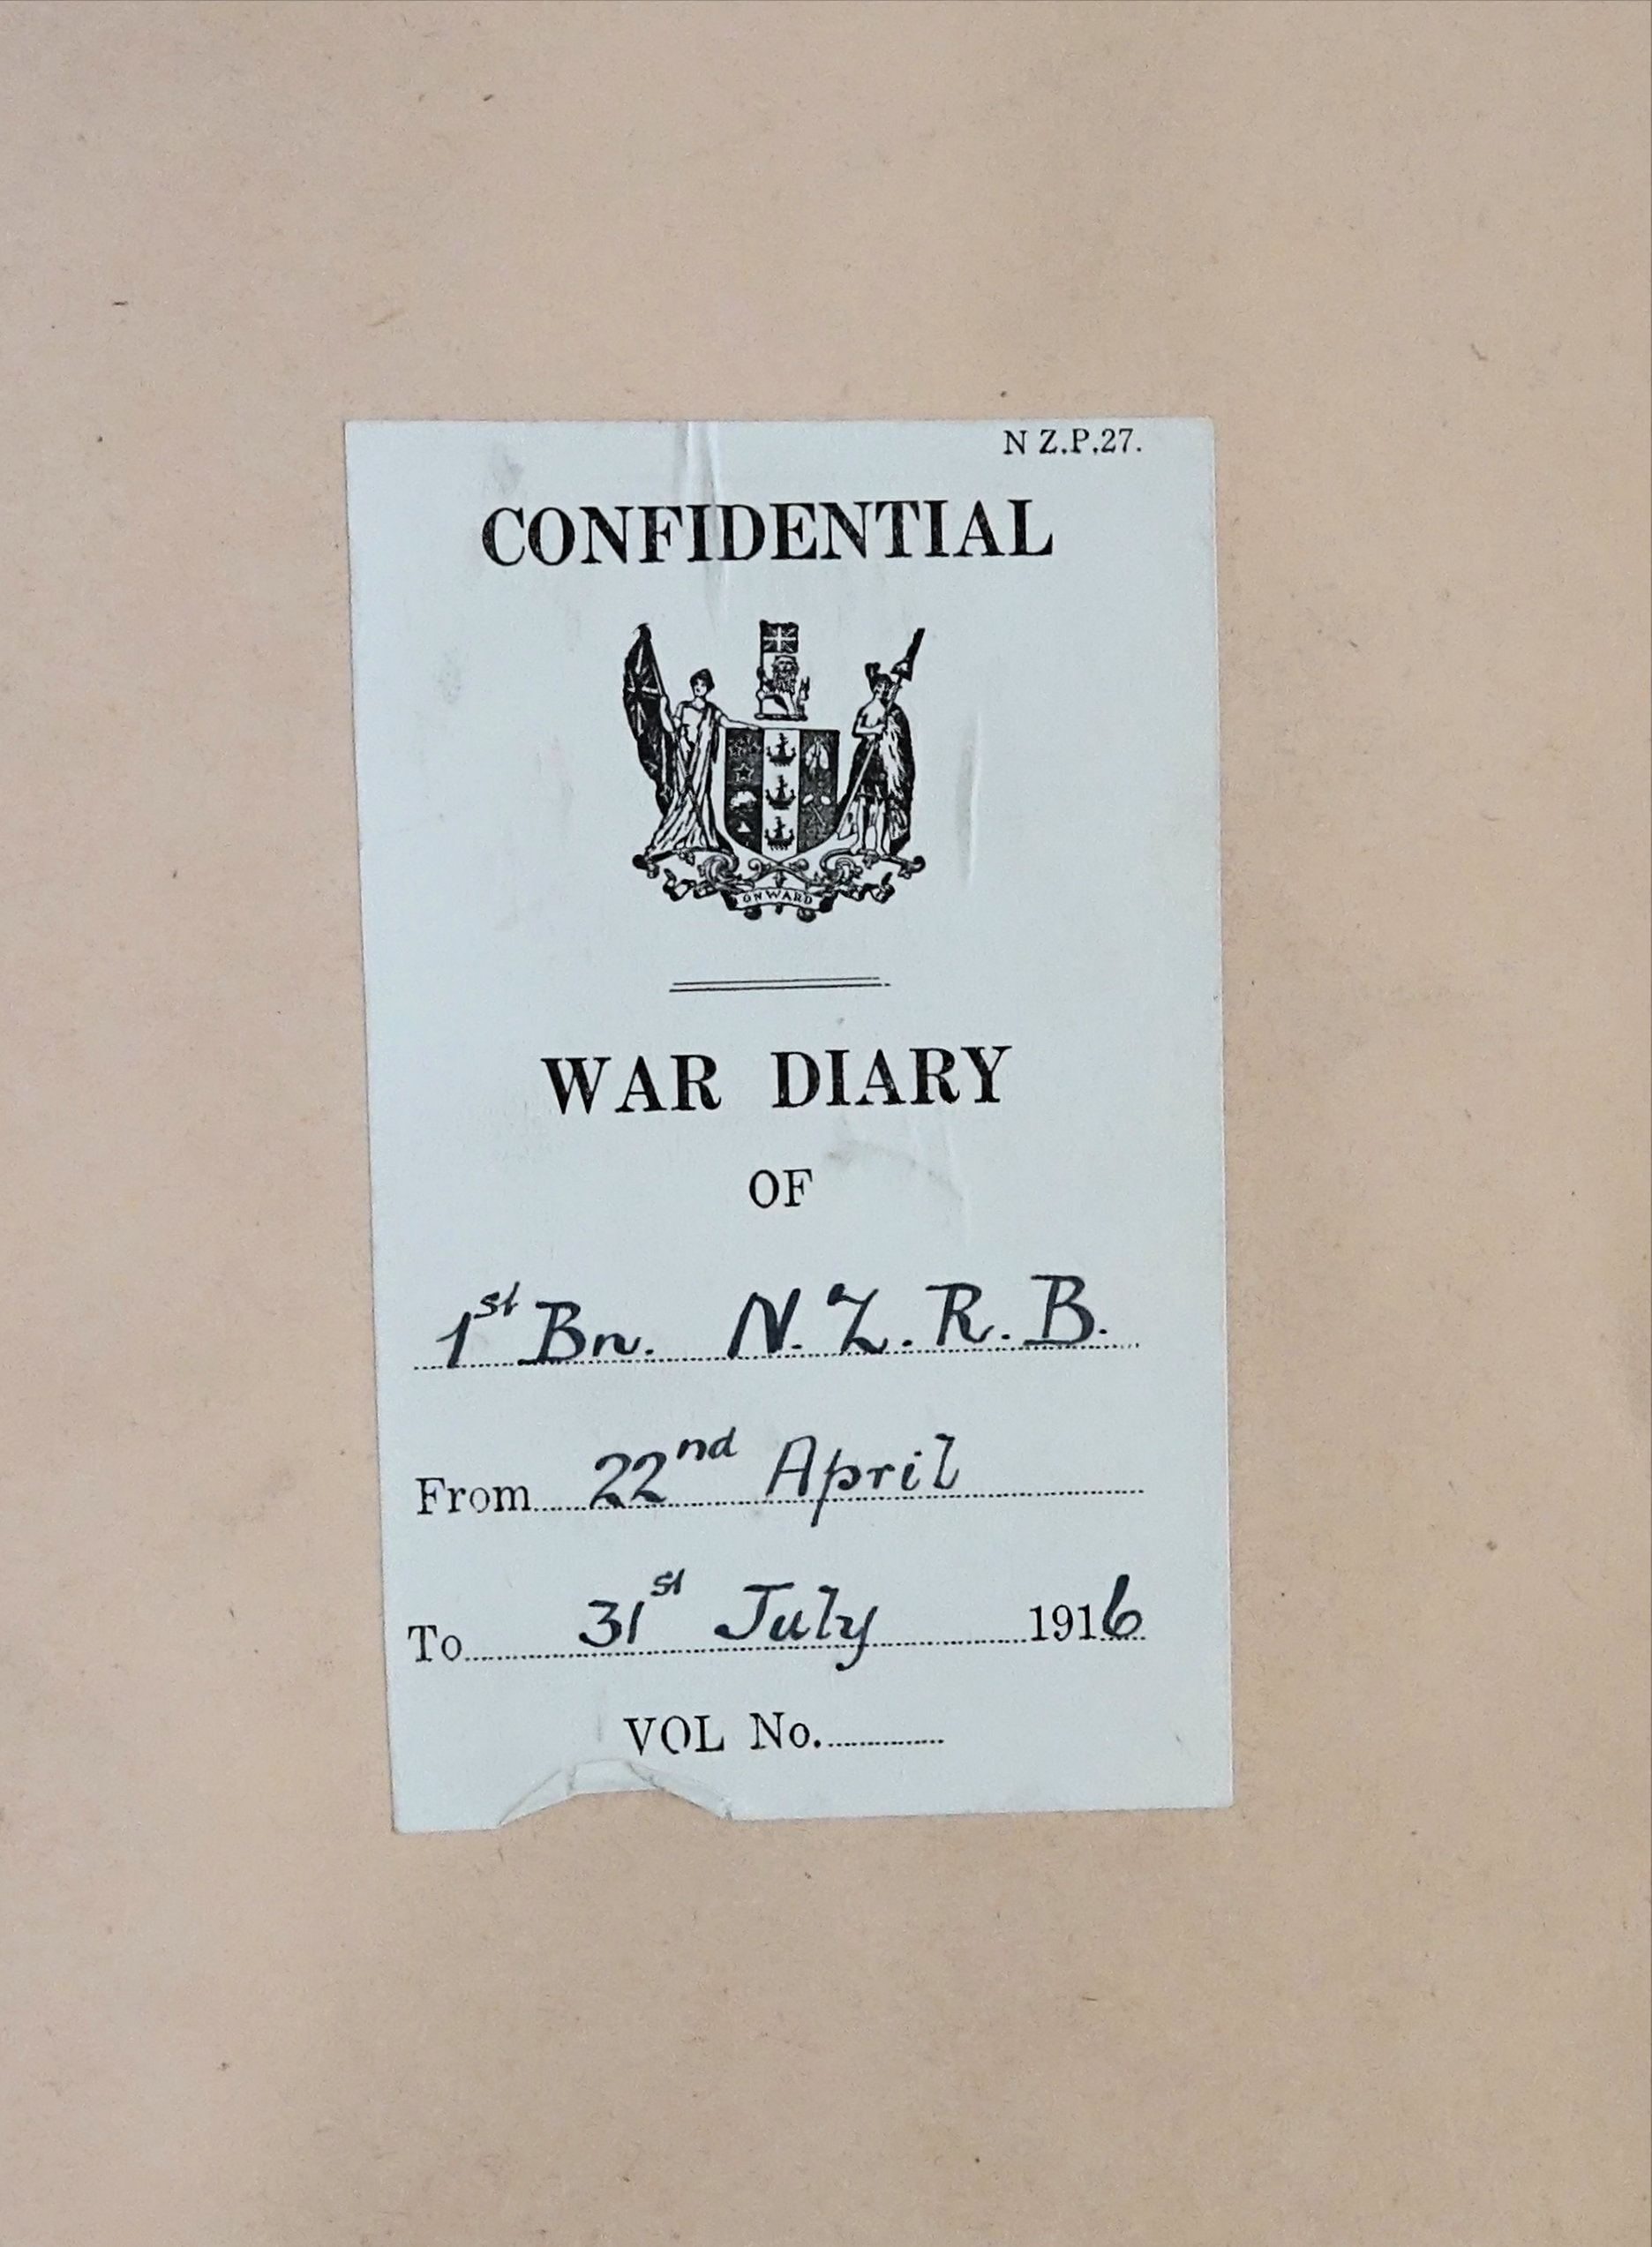 N Z.P.27.
CONFIDENTIAL
ONWARD
WAR DIARY
OF
1st Bn. N.Z.R.B.
From 22nd April
To 31st July 1916
VOL No.